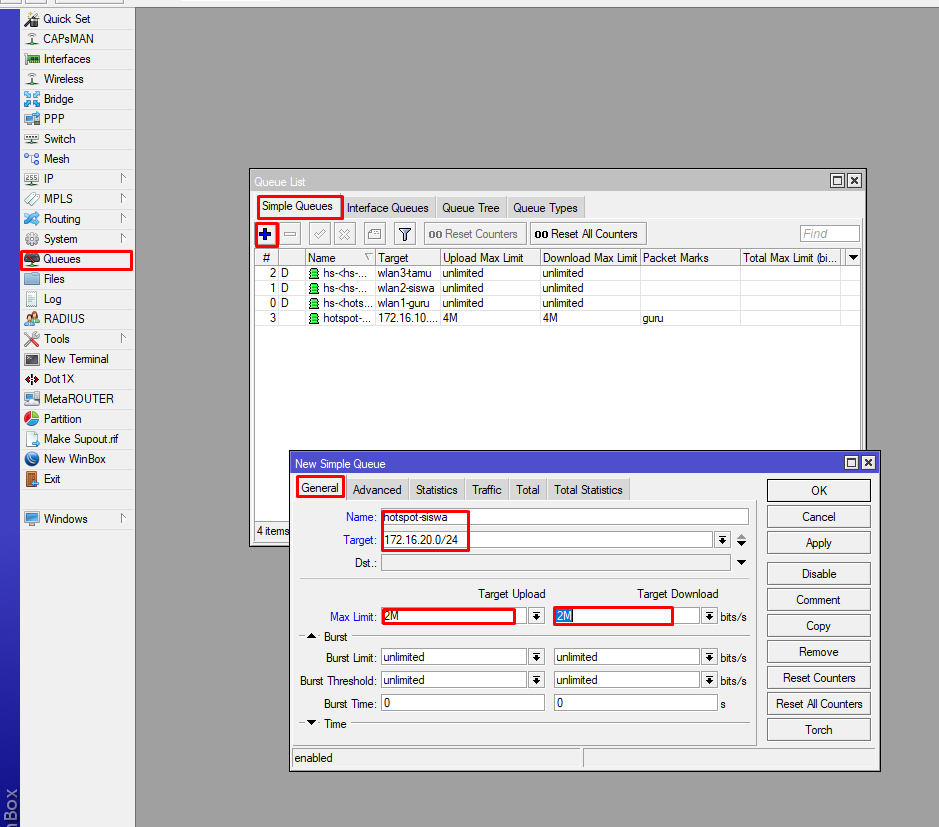 Quick Set
CAPsMAN
Interfaces
Wireless
Bridge
PPP
Switch
Mesh
IP
MPLS
Routing
System
Queues
Files
Log
RADIUS
Tools
New Terminal
Dot1X
MetaROUTER
Partition
Make Supout.rif
New WinBox
Exit
Windows
nBox
Queue List
Simple Queues Interface Queues Queue Tree Queue Types
00 Reset Counters 00 Reset All Counters Find
# Name Target Upload Max Limit Download Max Limit Packet Marks Total Max Limit (bi...
2 D hs-<hs-... wlan3-tamu unlimited unlimited
1 D hs-<hs-... wlan2-siswa unlimited unlimited
0 D hs-<hots... wlan1-guru unlimited unlimited
3 hotspot-... 172.16.10.... 4M 4M guru
4 items
New Simple Queue
General Advanced Statistics Traffic Total Total Statistics
Name: hotspot-siswa
Target: 172.16.20.0/24
Dst.:
Target Upload Target Download
Max Limit: 2M 2M bits/s
Burst
Burst Limit: unlimited unlimited bits/s
Burst Threshold: unlimited unlimited bits/s
Burst Time: 0 0 s
Time
enabled
OK
Cancel
Apply
Disable
Comment
Copy
Remove
Reset Counters
Reset All Counters
Torch